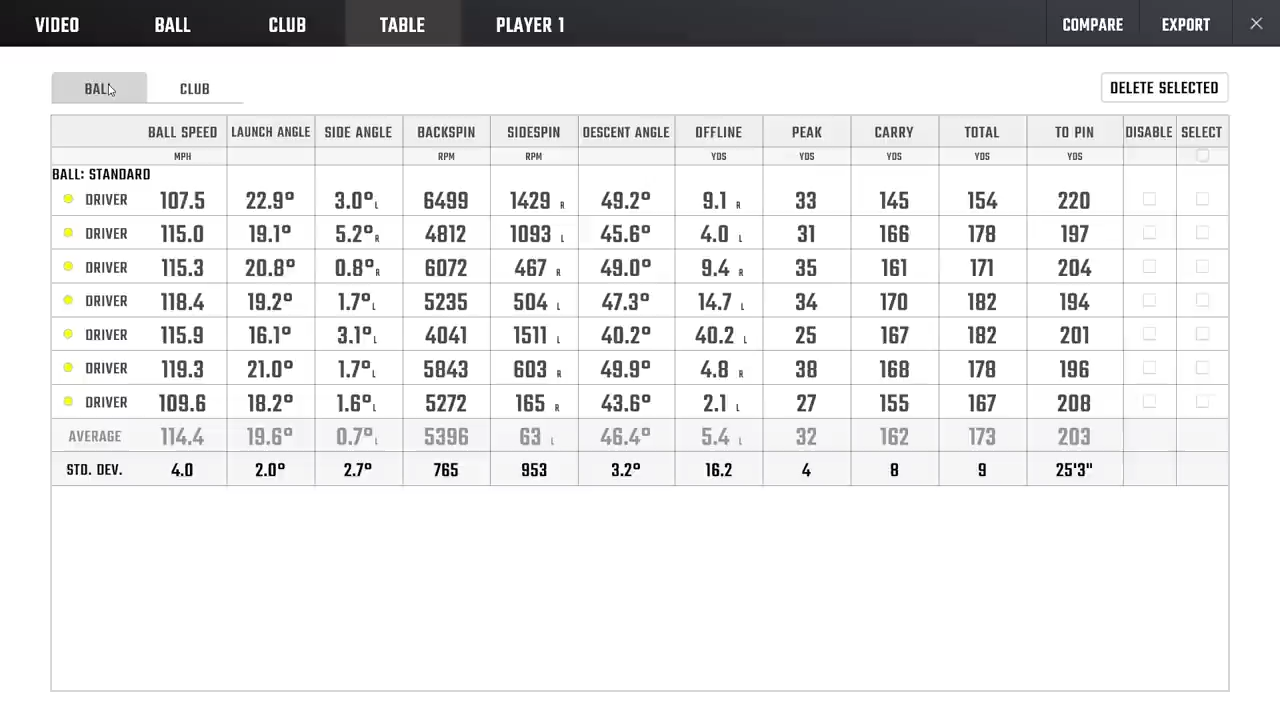 VIDEO BALL CLUB TABLE PLAYER 1 COMPARE EXPORT
BALL CLUB DELETE SELECTED
BALL SPEED LAUNCH ANGLE SIDE ANGLE BACKSPIN SIDESPIN DESCENT ANGLE OFFLINE PEAK CARRY TOTAL TO PIN DISABLE SELECT
MPH RPM RPM YDS YDS YDS YDS YDS
BALL: STANDARD
DRIVER 107.5 22.9° 3.0° L 6499 1429 R 49.2° 9.1 R 33 145 154 220
DRIVER 115.0 19.1° 5.2° R 4812 1093 L 45.6° 4.0 L 31 166 178 197
DRIVER 115.3 20.8° 0.8° R 6072 467 R 49.0° 9.4 R 35 161 171 204
DRIVER 118.4 19.2° 1.7° L 5235 504 L 47.3° 14.7 L 34 170 182 194
DRIVER 115.9 16.1° 3.1° L 4041 1511 L 40.2° 40.2 L 25 167 182 201
DRIVER 119.3 21.0° 1.7° L 5843 603 R 49.9° 4.8 R 38 168 178 196
DRIVER 109.6 18.2° 1.6° L 5272 165 R 43.6° 2.1 L 27 155 167 208
AVERAGE 114.4 19.6° 0.7° L 5396 63 L 46.4° 5.4 L 32 162 173 203
STD. DEV. 4.0 2.0° 2.7° 765 953 3.2° 16.2 4 8 9 25'3"